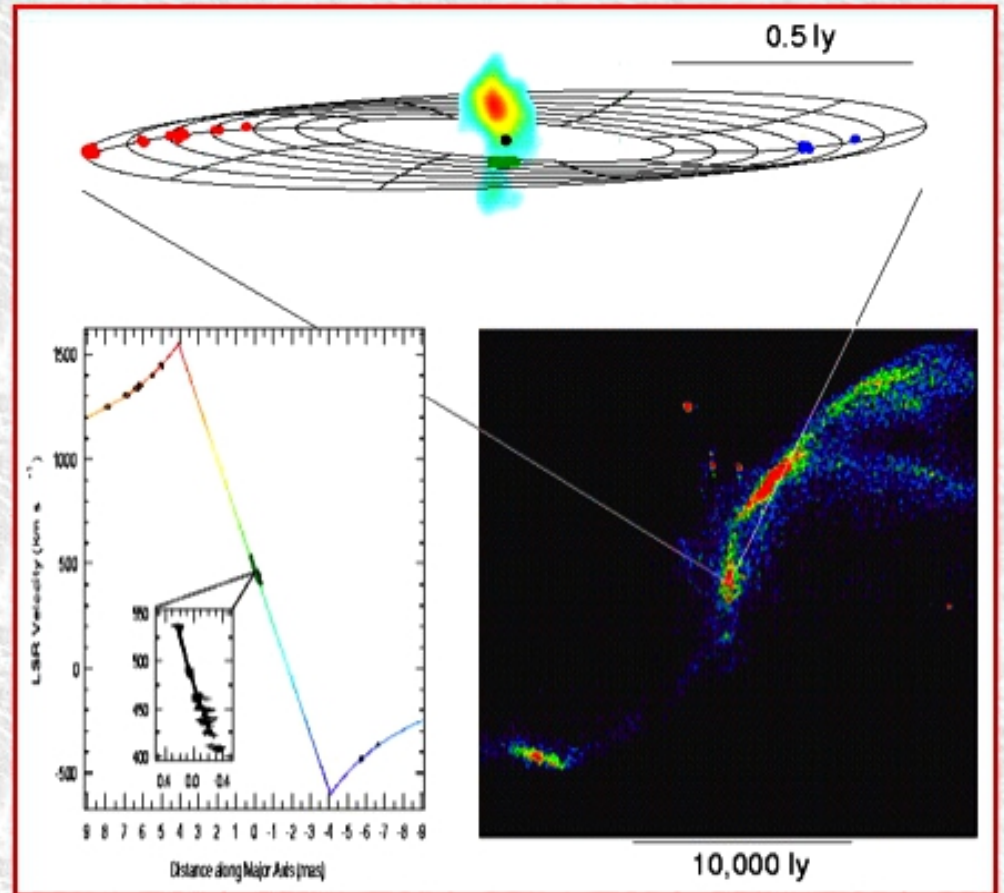 0.5 ly
1500
1000
500
0
-500
LSR Velocity (km s -1)
550
500
450
400
0.4 0.0 -0.4
9 8 7 6 5 4 3 2 1 0 -1 -2 -3 -4 -5 -6 -7 -8 -9
Distance along Major Axis (mas)
10,000 ly